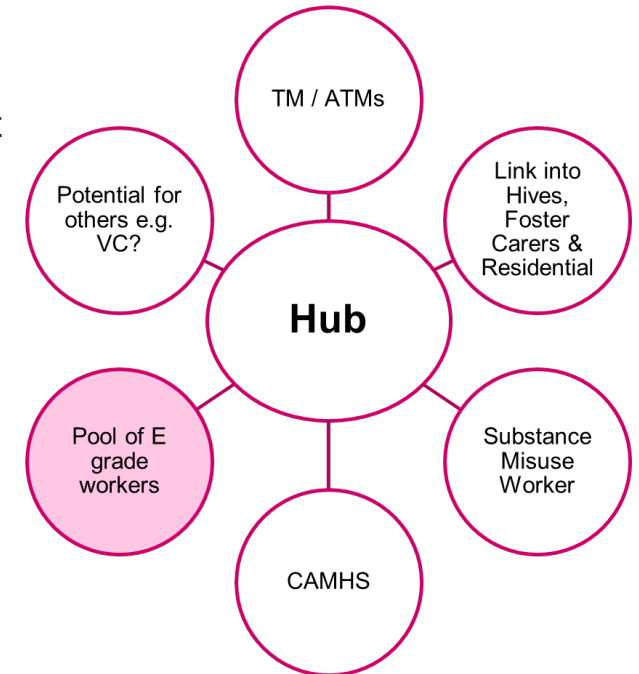 TM / ATMs
Link into
Hives,
Foster
Carers &
Residential
Potential for
others e.g.
VC?
Hub
Pool of E
grade
workers
Substance
Misuse
Worker
CAMHS